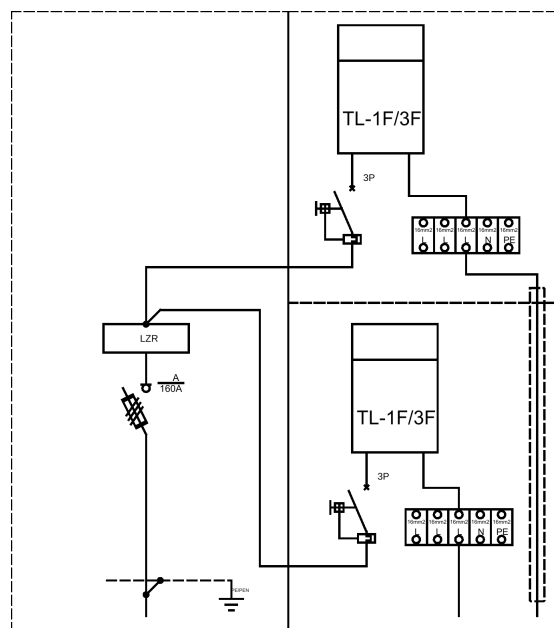 TL-1F/3F
3P
16mm2 16mm2 16mm2 16mm2 16mm2
L L L N PE
LZR
A
160A
TL-1F/3F
3P
16mm2 16mm2 16mm2 16mm2 16mm2
L L L N PE